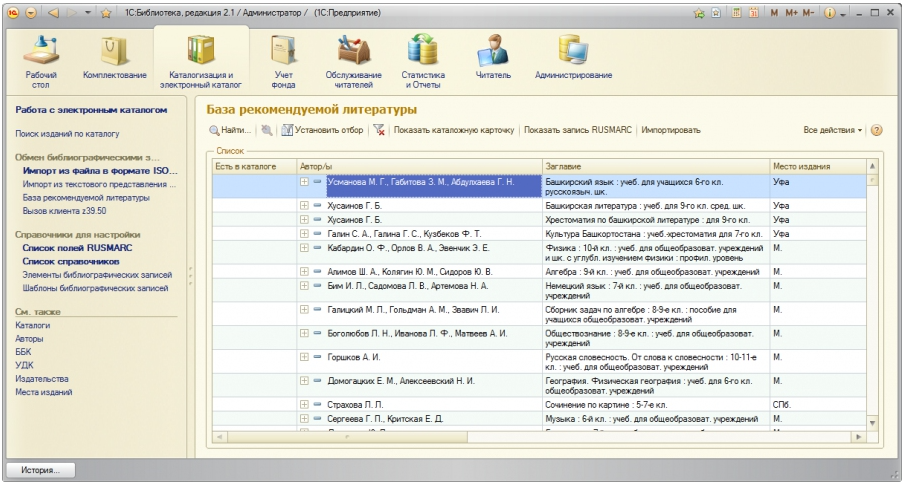 1С:Библиотека, редакция 2.1 / Администратор / (1С:Предприятие)
M M+ M-
Рабочий стол
Комплектование
Каталогизация и электронный каталог
Учет фонда
Обслуживание читателей
Статистика и Отчеты
Читатель
Администрирование
Работа с электронным каталогом
Поиск изданий по каталогу
Обмен библиографическими з...
Импорт из файла в формате ISO...
Импорт из текстового представления ...
База рекомендуемой литературы
Вызов клиента z39.50
Справочники для настройки
Список полей RUSMARC
Список справочников
Элементы библиографических записей
Шаблоны библиографических записей
См. также
Каталоги
Авторы
ББК
УДК
Издательства
Места изданий
База рекомендуемой литературы
Найти... Установить отбор Показать каталожную карточку Показать запись RUSMARC Импортировать Все действия
Список
Есть в каталоге Автор/ы Заглавие Место издания
Усманова М. Г., Габитова З. М., Абдулхаева Г. Н. Башкирский язык : учеб. для учащихся 6-го кл. Уфа
русскоязыч. шк.
Хусаинов Г. Б. Башкирская литература : учеб. для 9-го кл. сред. шк. Уфа
Хусаинов Г. Б. Хрестоматия по башкирской литературе : для 9-го кл. Уфа
Галин С. А., Галина Г. С., Кузбеков Ф. Т. Культура Башкортостана : учеб.-хрестоматия для 7-го кл. Уфа
Кабардин О. Ф., Орлов В. А., Эвенчик Э. Е. Физика : 10-й кл. : учеб. для общеобразоват. учреждений М.
и шк. с углубл. изучением физики : профил. уровень
Алимов Ш. А., Колягин Ю. М., Сидоров Ю. В. Алгебра : 9-й кл. : учеб. для общеобразоват. учреждений М.
Бим И. Л., Садомова Л. В., Артемова Н. А. Немецкий язык : 7-й кл. : учеб. для общеобразоват. М.
учреждений
Галицкий М. Л., Гольдман А. М., Звавич Л. И. Сборник задач по алгебре : 8-9-е кл. : пособие для М.
учащихся общеобразоват. учреждений
Боголюбов Л. Н., Иванова Л. Ф., Матвеев А. И. Обществознание : 8-9-е кл. : учеб. для общеобразоват. М.
учреждений
Горшков А. И. Русская словесность. От слова к словесности : 10-11-е М.
кл. : учеб. для общеобразоват. учреждений
Домогацких Е. М., Алексеевский Н. И. География. Физическая география : учеб. для 6-го кл. М.
общеобразоват. учреждений
Страхова Л. Л. Сочинение по картине : 5-7-е кл. СПб.
Сергеева Г. П., Критская Е. Д. Музыка : 6-й кл. : учеб. для общеобразоват. учреждений М.
История...